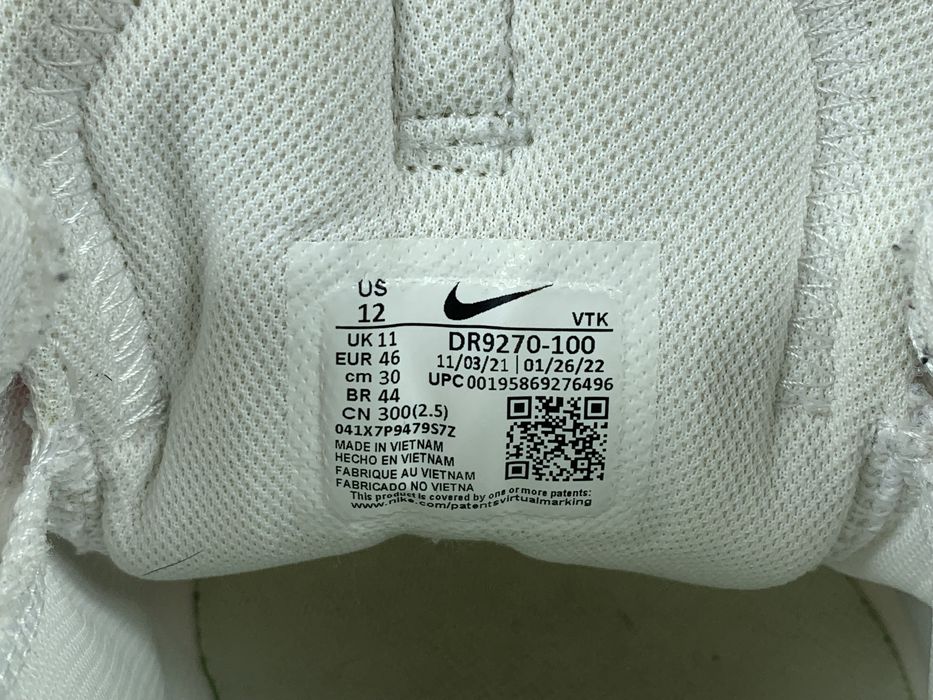 US
12
VTK
UK 11
EUR 46
cm 30
BR 44
CN 300(2.5)
DR9270-100
11/03/21 | 01/26/22
UPC 00195869276496
041X7P9479S7Z
MADE IN VIETNAM
HECHO EN VIETNAM
FABRIQUE AU VIETNAM
FABRICADO NO VIETNA
This product is covered by one or more patents:
www.nike.com/patentsvirtualmarking